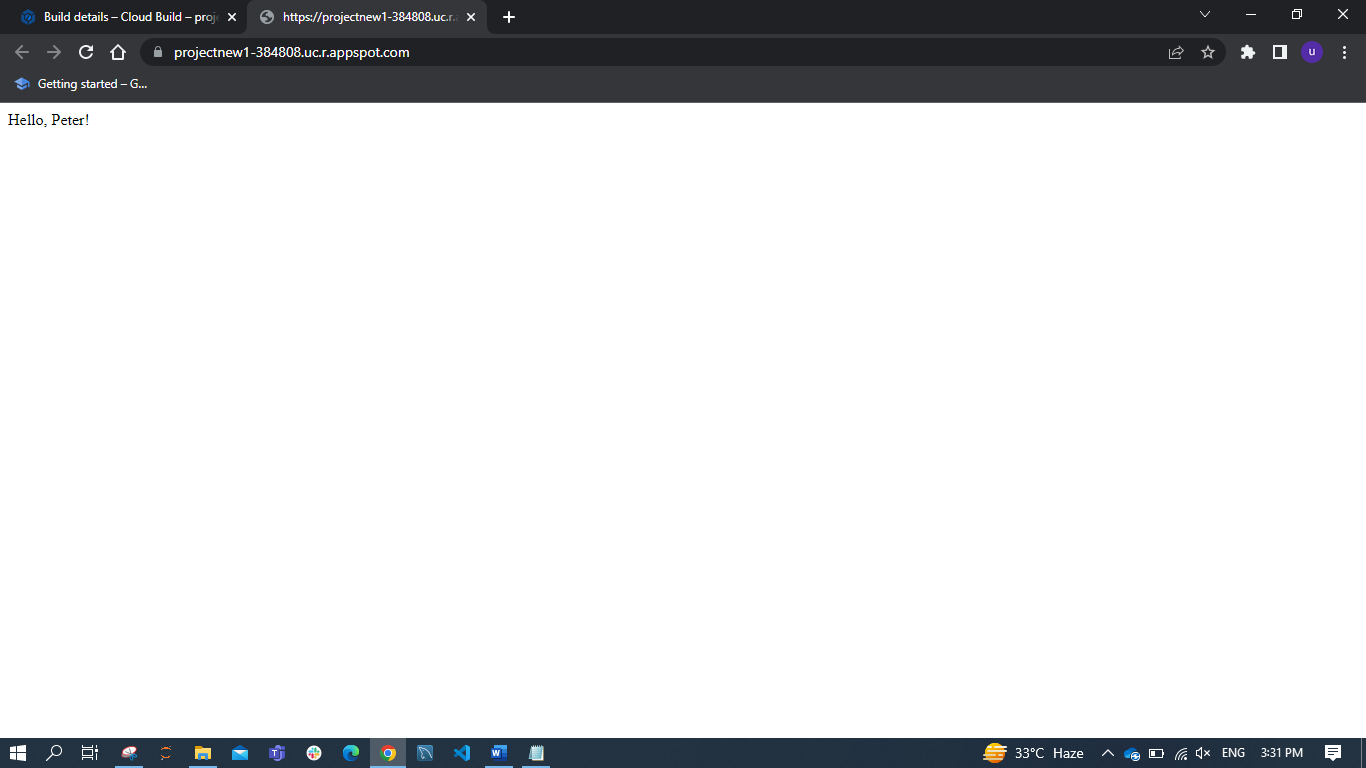 Build details – Cloud Build – proj
https://projectnew1-384808.uc.r.a
projectnew1-384808.uc.r.appspot.com
u
Getting started – G...
Hello, Peter!
33°C Haze
ENG
3:31 PM